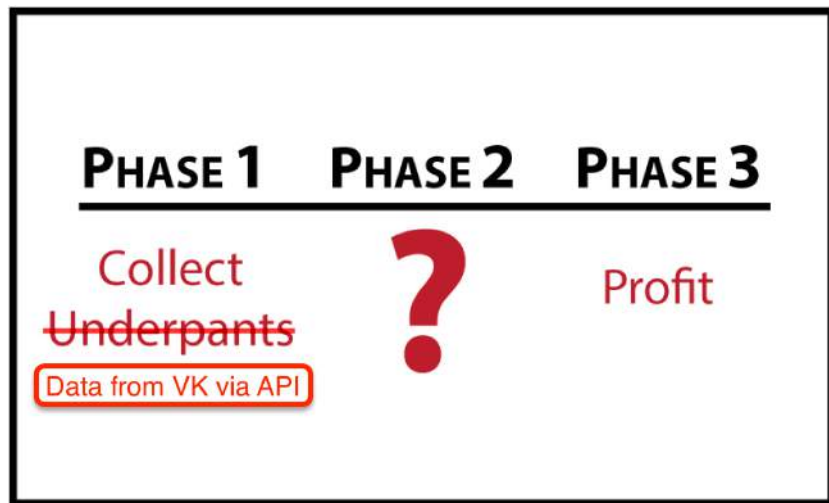 PHASE 1 PHASE 2 PHASE 3
Collect
Underpants
Data from VK via API
?
Profit